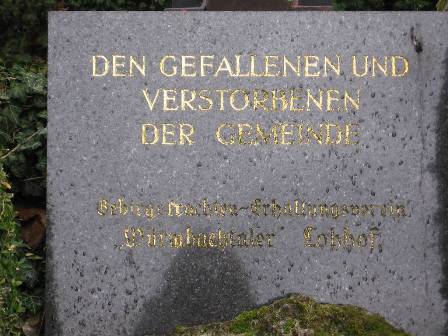 DEN GEFALLENEN UND
VERSTORBENEN
DER GEMEINDE
Gebirgstrachten-Erhaltungsverein
Lohhof